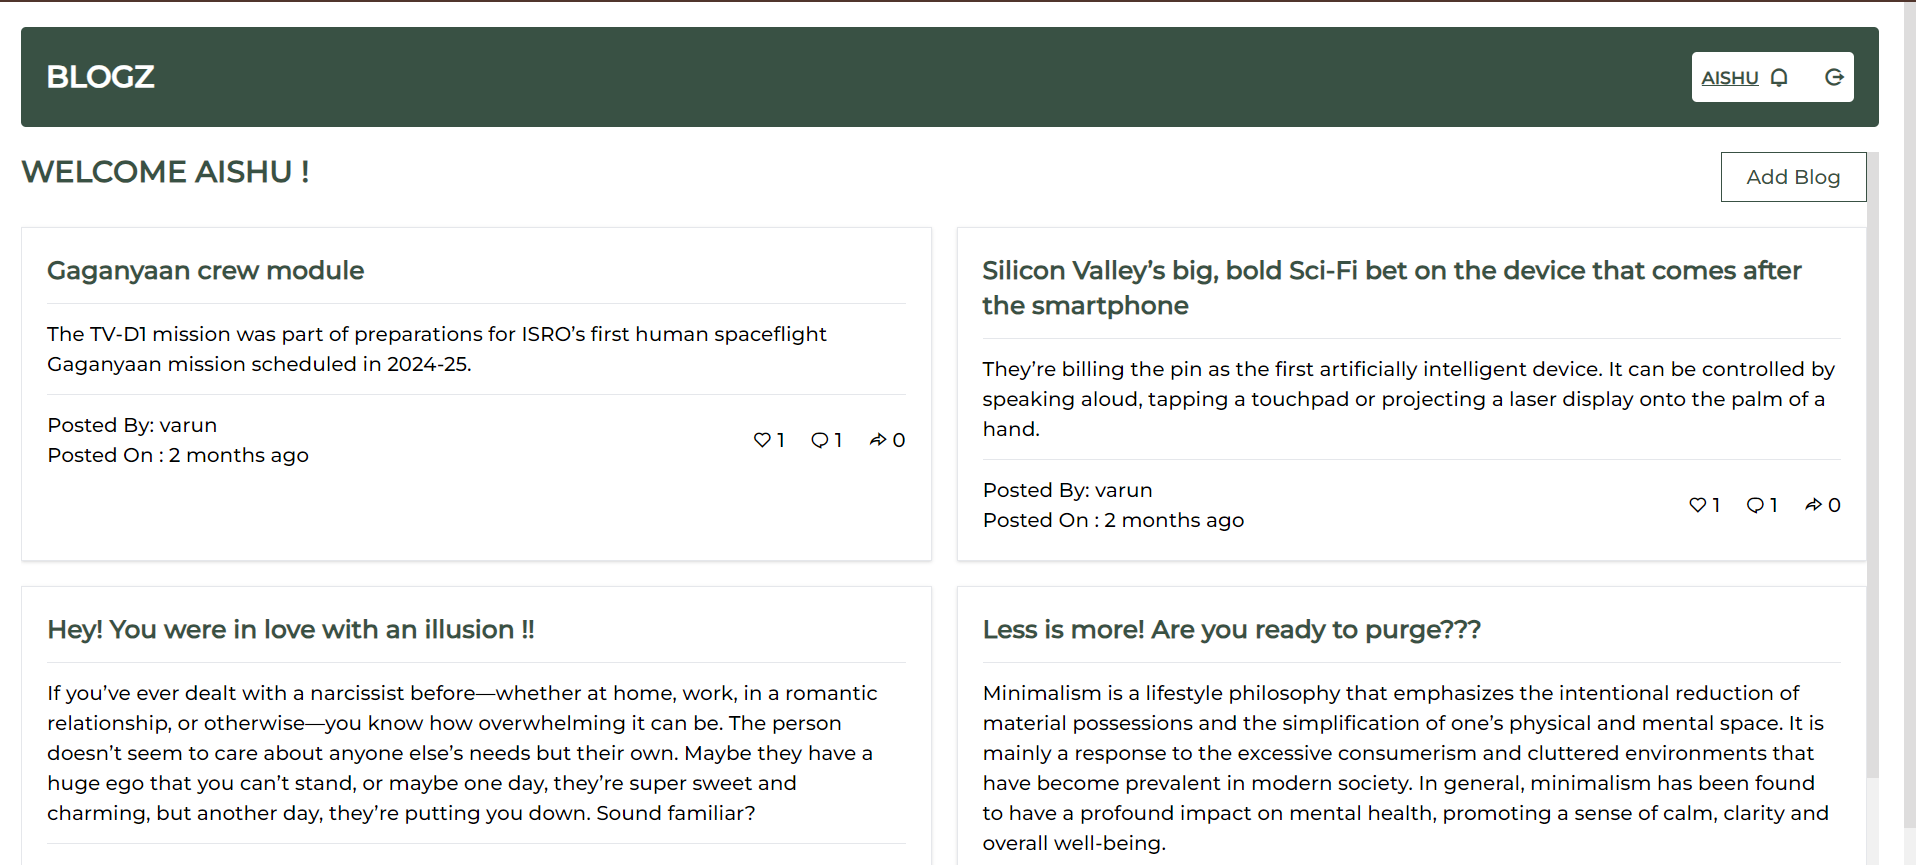 BLOGZ
AISHU
WELCOME AISHU !
Add Blog
Gaganyaan crew module
The TV-D1 mission was part of preparations for ISRO’s first human spaceflight
Gaganyaan mission scheduled in 2024-25.
Posted By: varun
Posted On : 2 months ago
1 1 0
Silicon Valley’s big, bold Sci-Fi bet on the device that comes after
the smartphone
They’re billing the pin as the first artificially intelligent device. It can be controlled by
speaking aloud, tapping a touchpad or projecting a laser display onto the palm of a
hand.
Posted By: varun
Posted On : 2 months ago
1 1 0
Hey! You were in love with an illusion !!
If you’ve ever dealt with a narcissist before—whether at home, work, in a romantic
relationship, or otherwise—you know how overwhelming it can be. The person
doesn’t seem to care about anyone else’s needs but their own. Maybe they have a
huge ego that you can’t stand, or maybe one day, they’re super sweet and
charming, but another day, they’re putting you down. Sound familiar?
Less is more! Are you ready to purge???
Minimalism is a lifestyle philosophy that emphasizes the intentional reduction of
material possessions and the simplification of one’s physical and mental space. It is
mainly a response to the excessive consumerism and cluttered environments that
have become prevalent in modern society. In general, minimalism has been found
to have a profound impact on mental health, promoting a sense of calm, clarity and
overall well-being.